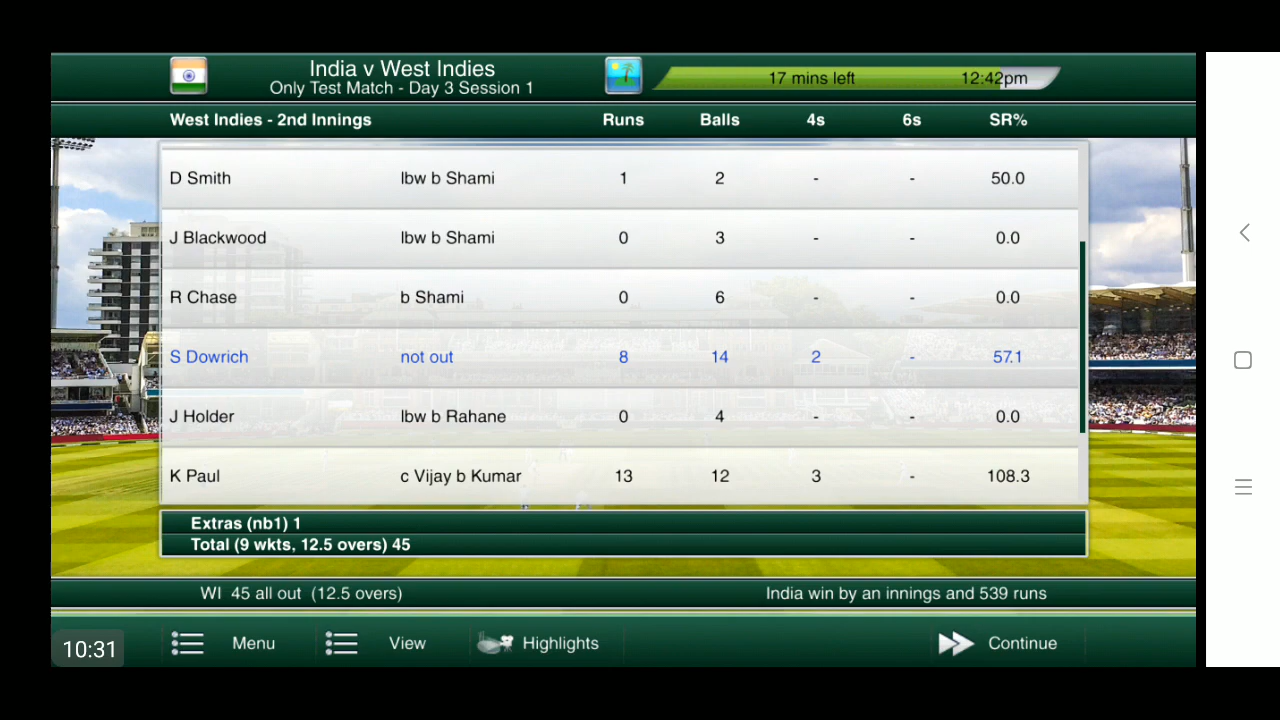 India v West Indies
Only Test Match - Day 3 Session 1
17 mins left 12:42pm
West Indies - 2nd Innings Runs Balls 4s 6s SR%
D Smith lbw b Shami 1 2 - - 50.0
J Blackwood lbw b Shami 0 3 - - 0.0
R Chase b Shami 0 6 - - 0.0
S Dowrich not out 8 14 2 - 57.1
J Holder lbw b Rahane 0 4 - - 0.0
K Paul c Vijay b Kumar 13 12 3 - 108.3
Extras (nb1) 1
Total (9 wkts, 12.5 overs) 45
WI 45 all out (12.5 overs) India win by an innings and 539 runs
10:31 Menu View Highlights Continue